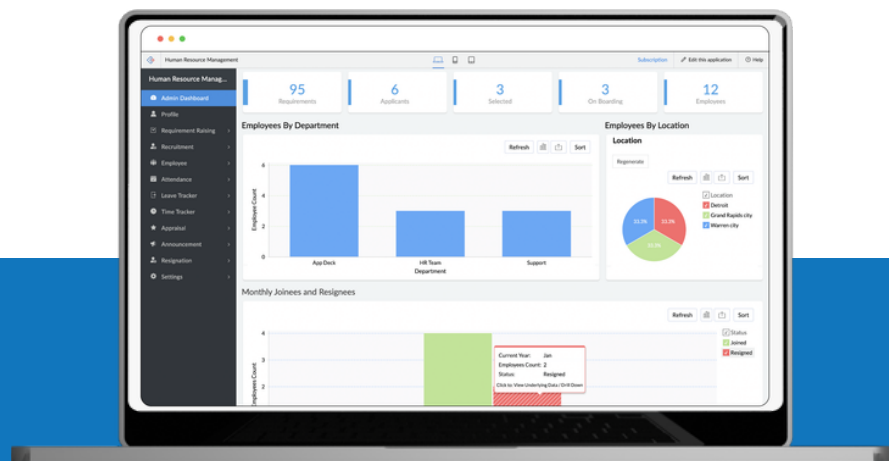 Human Resource Management
Subscription
Edit this application
Help
Human Resource Manag...
Admin Dashboard
Profile
Requirement Raising
Recruitment
Employee
Attendance
Leave Tracker
Time Tracker
Appraisal
Announcement
Resignation
Settings
95
Requirements
6
Applicants
3
Selected
3
On Boarding
12
Employees
Employees By Department
Refresh
Sort
Employee Count
6
4
2
0
App Deck
HR Team
Support
Department
Employees By Location
Location
Regenerate
Refresh
Sort
33.3%
33.3%
33.3%
Location
Detroit
Grand Rapids city
Warren city
Monthly Joinees and Resignees
Refresh
Sort
Employees Count
4
3
2
Current Year: Jan
Employees Count: 2
Status: Resigned
Click to View Underlying Data / Drill Down
Status
Joined
Resigned